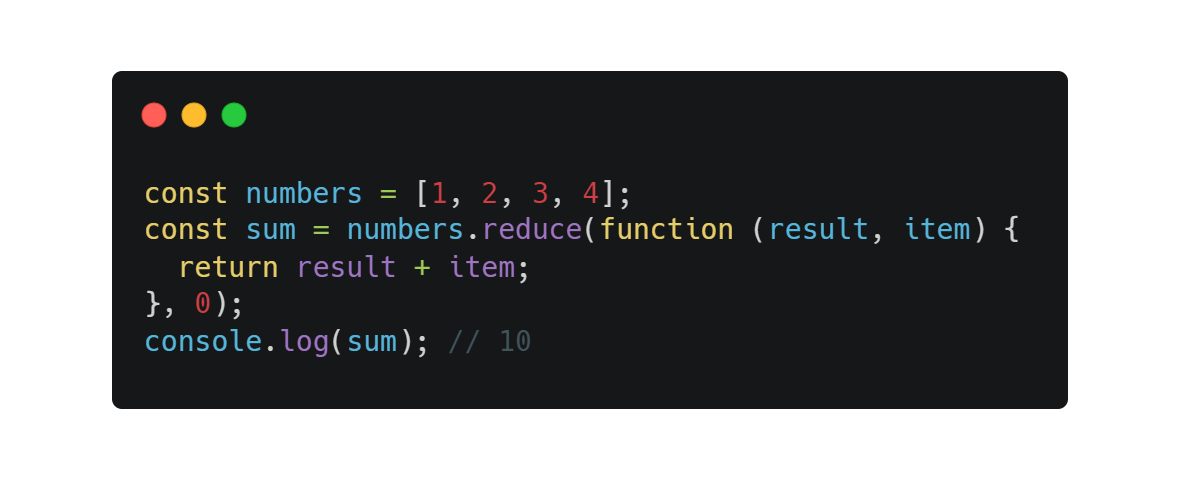 const numbers = [1, 2, 3, 4];
const sum = numbers.reduce(function (result, item) {
  return result + item;
}, 0);
console.log(sum); // 10